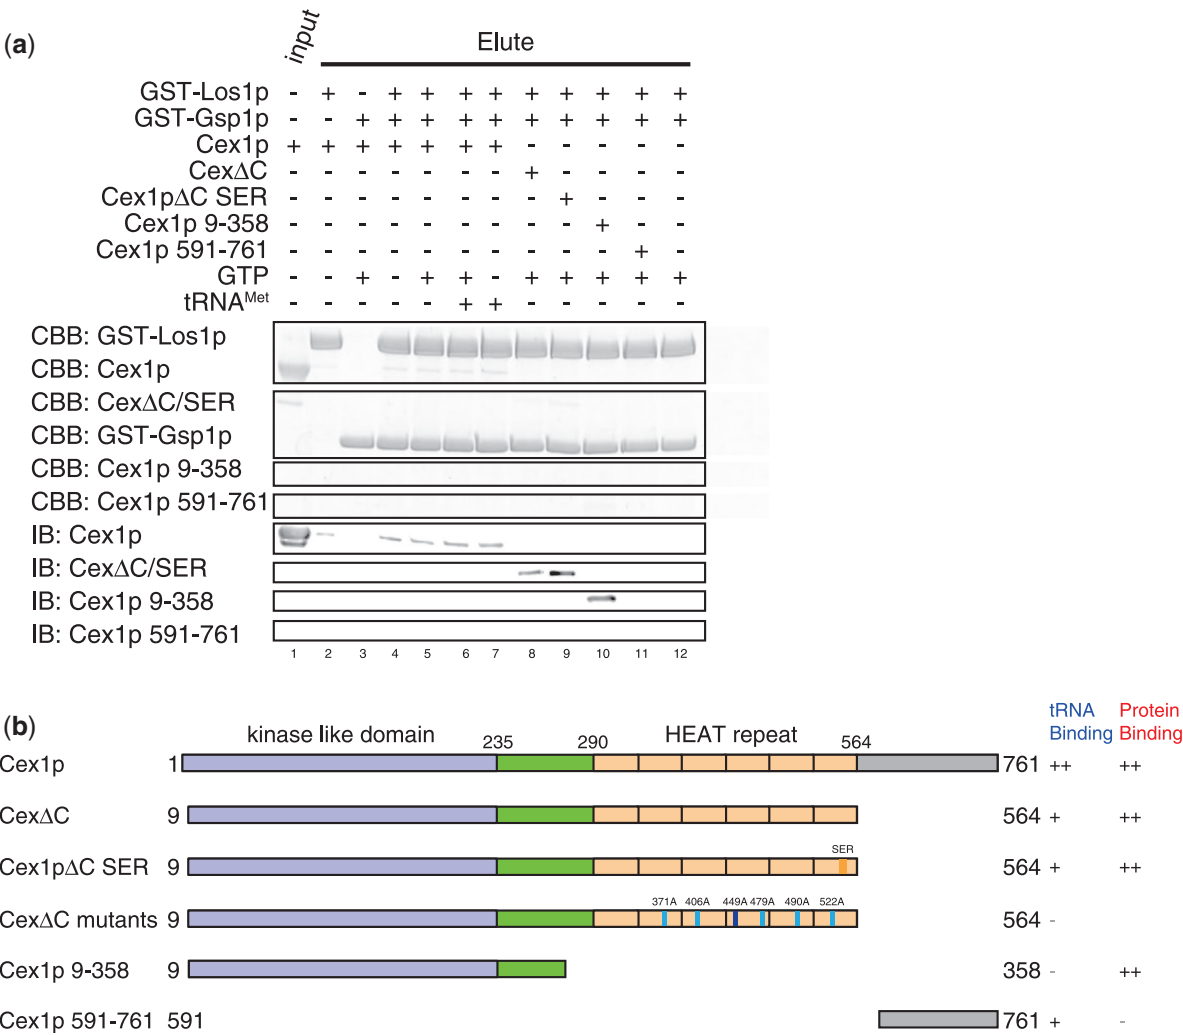 (a)
input
Elute
GST-Los1p - + - + + + + + + + + +
GST-Gsp1p - - + + + + + + + + + +
Cex1p + + + + + + + - - - - -
CexΔC - - - - - - - + - - - -
Cex1pΔC SER - - - - - - - - + - - -
Cex1p 9-358 - - - - - - - - - + - -
Cex1p 591-761 - - - - - - - - - - + -
GTP - - + - + + - + + + + +
tRNAMet - - - - - + + - - - - -
CBB: GST-Los1p
CBB: Cex1p
CBB: CexΔC/SER
CBB: GST-Gsp1p
CBB: Cex1p 9-358
CBB: Cex1p 591-761
IB: Cex1p
IB: CexΔC/SER
IB: Cex1p 9-358
IB: Cex1p 591-761
1 2 3 4 5 6 7 8 9 10 11 12
(b)
tRNA Protein
Binding Binding
kinase like domain 235 290 HEAT repeat 564
Cex1p 1 761 ++ ++
CexΔC 9 564 + ++
SER
Cex1pΔC SER 9 564 + ++
371A 406A 449A 479A 490A 522A
CexΔC mutants 9 564 -
Cex1p 9-358 9 358 - ++
Cex1p 591-761 591 761 + -